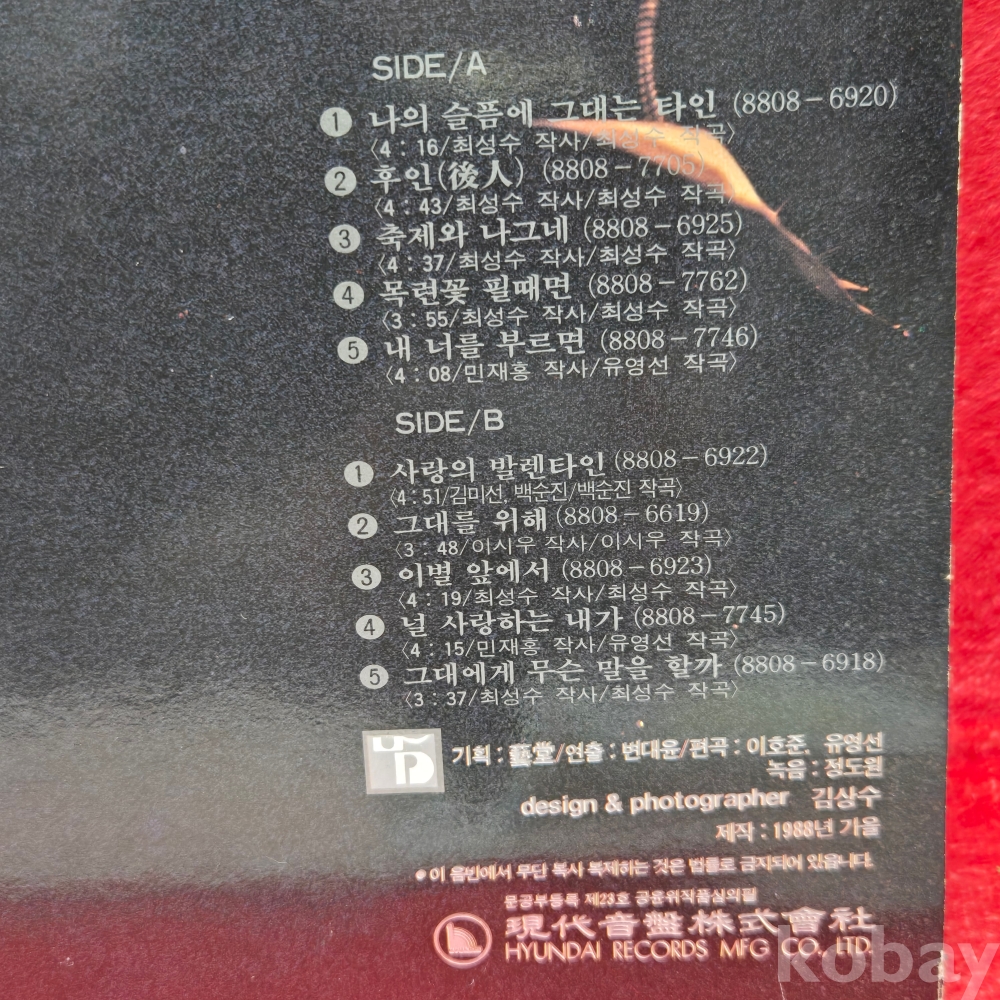 SIDE/A
1 나의 슬픔에 그대는 타인 (8808-6920)
〈4:16/최성수 작사/최성수 작곡〉
2 후인(後人) (8808-7705)
〈4:43/최성수 작사/최성수 작곡〉
3 축제와 나그네 (8808-6925)
〈4:37/최성수 작사/최성수 작곡〉
4 목련꽃 필때면 (8808-7762)
〈3:55/최성수 작사/최성수 작곡〉
5 내 너를 부르면 (8808-7746)
〈4:08/민재홍 작사/유영선 작곡〉
SIDE/B
1 사랑의 발렌타인 (8808-6922)
〈4:51/김미선, 백순진/백순진 작곡〉
2 그대를 위해 (8808-6619)
〈3:48/이시우 작사/이시우 작곡〉
3 이별 앞에서 (8808-6923)
〈4:19/최성수 작사/최성수 작곡〉
4 널 사랑하는 내가 (8808-7745)
〈4:15/민재홍 작사/유영선 작곡〉
5 그대에게 무슨 말을 할까 (8808-6918)
〈3:37/최성수 작사/최성수 작곡〉
기획:藝堂/연출:변대윤/편곡:이호준, 유영선
녹음:정도원
design & photographer 김상수
제작:1988년 가을
● 이 음반에서 무단 복사 복제하는 것은 법률로 금지되어 있습니다.
문공부등록 제23호 공윤위작품심의필
現代音盤株式會社
HYUNDAI RECORDS MFG CO., LTD.
kobay